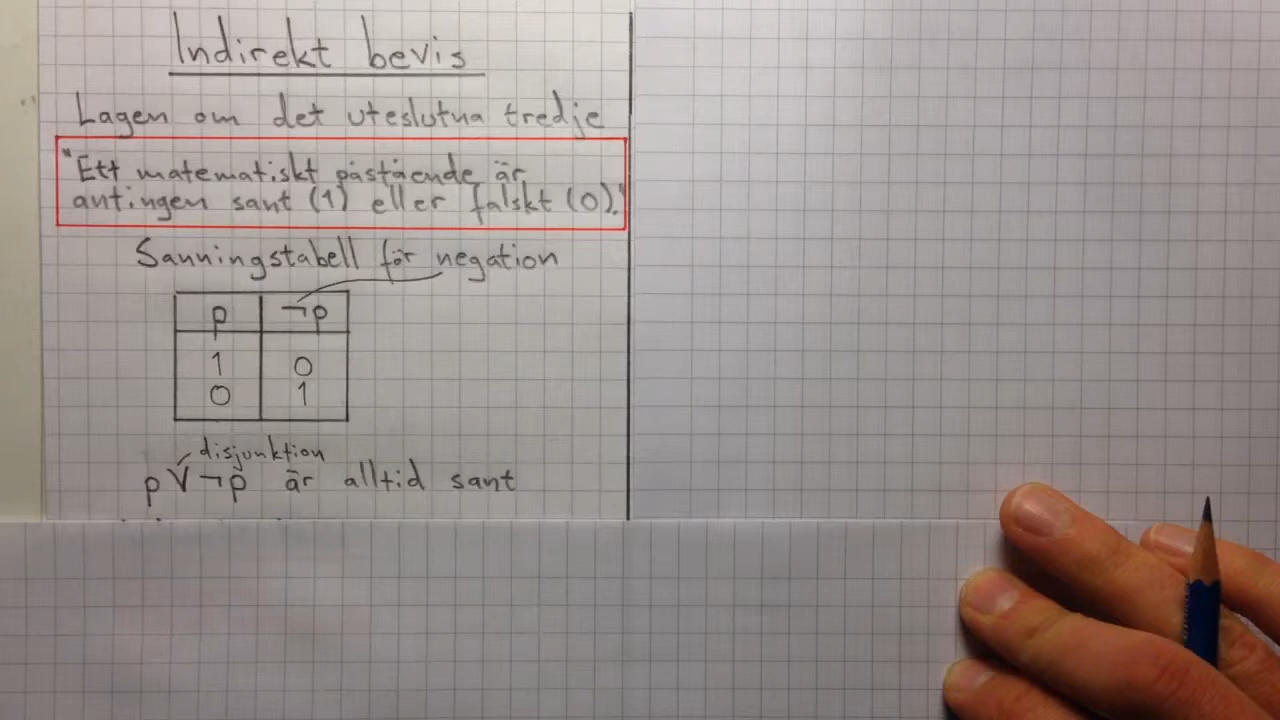 Indirekt bevis
Lagen om det uteslutna tredje
"Ett matematiskt påstående är
antingen sant (1) eller falskt (0)."
Sanningstabell för negation
p ¬p
1 0
0 1
disjunktion
p ∨ ¬p är alltid sant